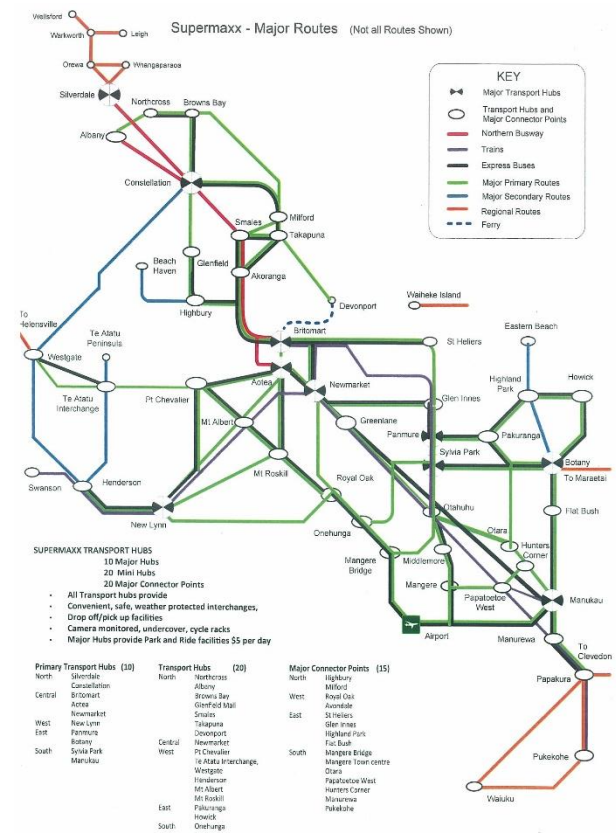 Supermaxx - Major Routes (Not all Routes Shown)
Wellsford
Warkworth
Leigh
Orewa
Whangaparaoa
Silverdale
Northcross
Browns Bay
Albany
Constellation
Smales
Milford
Takapuna
Glenfield
Beach
Haven
Akoranga
Highbury
Devonport
Britomart
Waiheke Island
To
Helensville
Te Atatu
Peninsula
Westgate
Te Atatu
Interchange
Pt Chevalier
Aotea
Newmarket
St Heliers
Eastern Beach
Highland
Park
Howick
Mt Albert
Greenlane
Glen Innes
Panmure
Pakuranga
Sylvia Park
Botany
To Maraetai
Mt Roskill
Royal Oak
Swanson
Henderson
New Lynn
Onehunga
Otahuhu
Flat Bush
Otara
Hunters
Corner
Mangere
Bridge
Middlemore
Mangere
Papatoetoe
West
Manukau
Airport
Manurewa
To
Clevedon
Papakura
Pukekohe
Waiuku
KEY
Major Transport Hubs
Transport Hubs and
Major Connector Points
Northern Busway
Trains
Express Buses
Major Primary Routes
Major Secondary Routes
Regional Routes
Ferry
SUPERMAXX TRANSPORT HUBS
10 Major Hubs
20 Mini Hubs
20 Major Connector Points
• All Transport hubs provide
• Convenient, safe, weather protected interchanges,
• Drop off/pick up facilities
• Camera monitored, undercover, cycle racks
• Major Hubs provide Park and Ride facilities $5 per day
Primary Transport Hubs (10)
North Silverdale
Constellation
Central Britomart
Aotea
Newmarket
West New Lynn
East Panmure
Botany
South Sylvia Park
Manukau
Transport Hubs (20)
North Northcross
Albany
Browns Bay
Glenfield Mall
Smales
Takapuna
Devonport
Central Newmarket
West Pt Chevalier
Te Atatu Interchange,
Westgate
Henderson
Mt Albert
Mt Roskill
East Pakuranga
Howick
South Onehunga
Major Connector Points (15)
North Highbury
Milford
West Royal Oak
Avondale
East St Heliers
Glen Innes
Highland Park
Flat Bush
South Mangere Bridge
Mangere Town centre
Otara
Papatoetoe West
Hunters Corner
Manurewa
Pukekohe